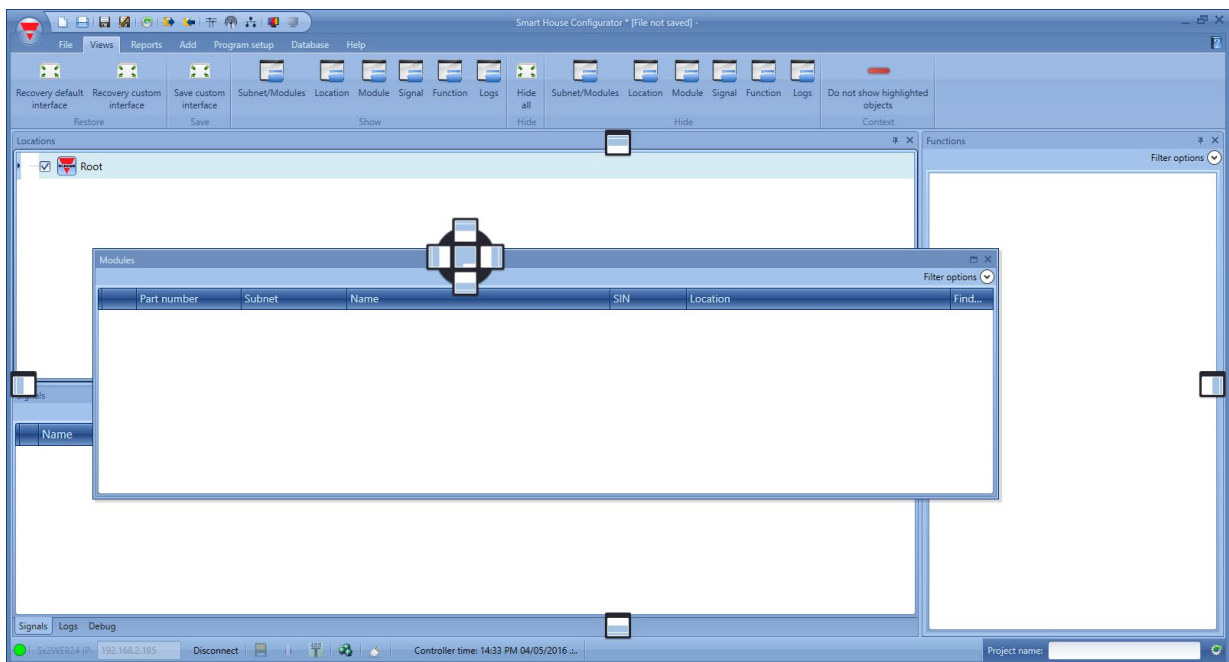 Smart House Configurator * [File not saved] -
File Views Reports Add Program setup Database Help
Recovery default interface Recovery custom interface Save custom interface Subnet/Modules Location Module Signal Function Logs Hide all Subnet/Modules Location Module Signal Function Logs Do not show highlighted objects
Restore Save Show Hide Hide Context
Locations Functions
Filter options
Root
Modules
Filter options
Part number Subnet Name SIN Location Find...
Name
Signals Logs Debug
192.168.2.185 Disconnect Controller time: 14:33 PM 04/05/2016 .:. Project name: